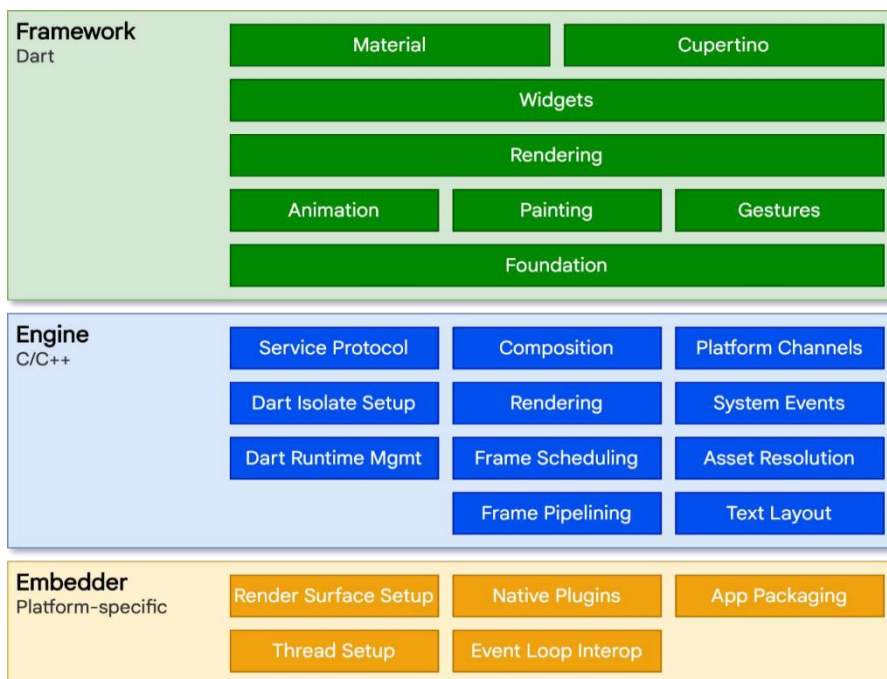 Framework
Dart
Material
Cupertino
Widgets
Rendering
Animation
Painting
Gestures
Foundation
Engine
C/C++
Service Protocol
Composition
Platform Channels
Dart Isolate Setup
Rendering
System Events
Dart Runtime Mgmt
Frame Scheduling
Asset Resolution
Frame Pipelining
Text Layout
Embedder
Platform-specific
Render Surface Setup
Native Plugins
App Packaging
Thread Setup
Event Loop Interop